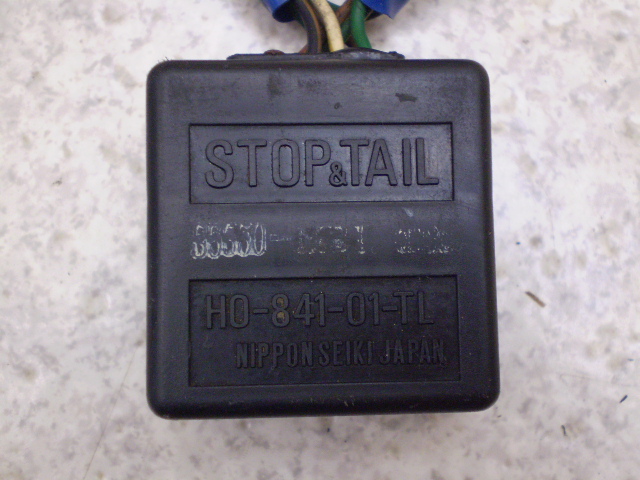 STOP&TAIL
HO-841-01-TL
NIPPON SEIKI JAPAN